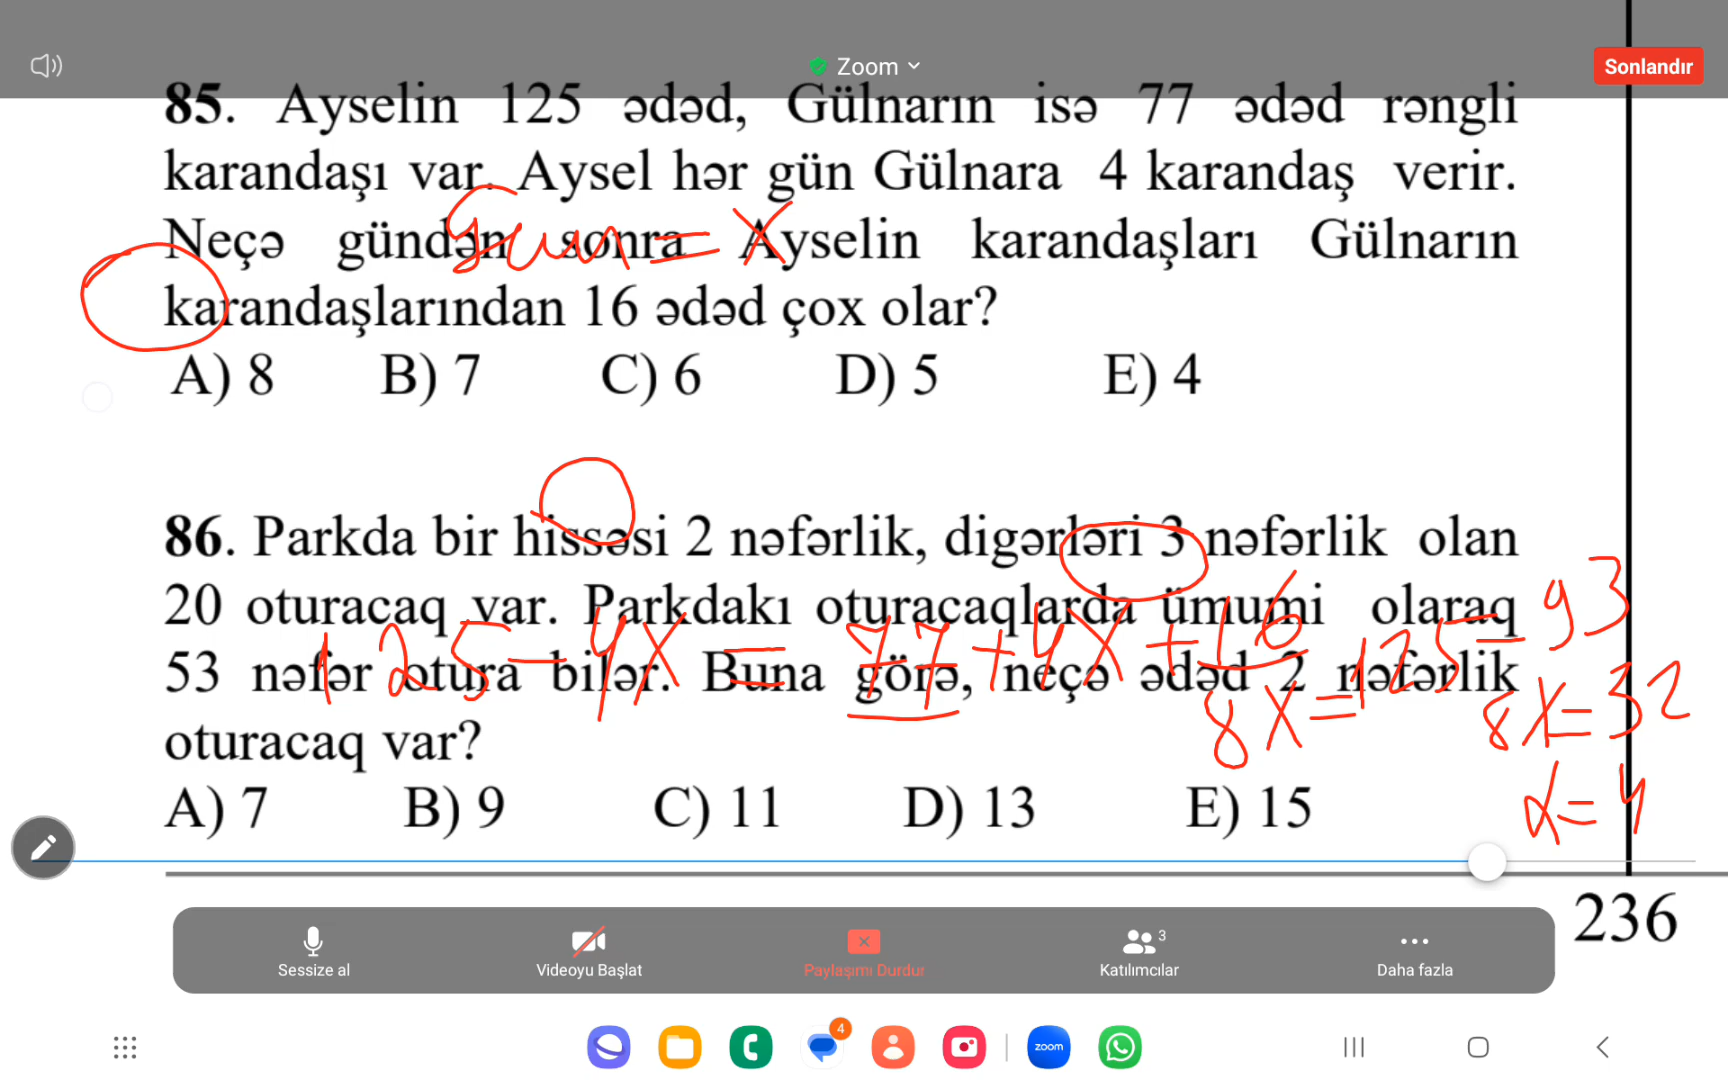 Zoom
Sonlandır
85. Ayselin 125 ədəd, Gülnarın isə 77 ədəd rəngli
karandaşı var. Aysel hər gün Gülnara 4 karandaş verir.
Neçə gündən sonra Ayselin karandaşları Gülnarın
gun = x
karandaşlarından 16 ədəd çox olar?
A) 8 B) 7 C) 6 D) 5 E) 4
86. Parkda bir hissəsi 2 nəfərlik, digərləri 3 nəfərlik olan
20 oturacaq var. Parkdakı oturacaqlarda ümumi olaraq
53 nəfər otura bilər. Buna görə, neçə ədəd 2 nəfərlik
125 - 4x = 77 + 4x + 16
8x = 125 - 93
8x = 32
x = 4
oturacaq var?
A) 7 B) 9 C) 11 D) 13 E) 15
236
Sessize al
Videoyu Başlat
Paylaşımı Durdur
3
Katılımcılar
Daha fazla
4
zoom